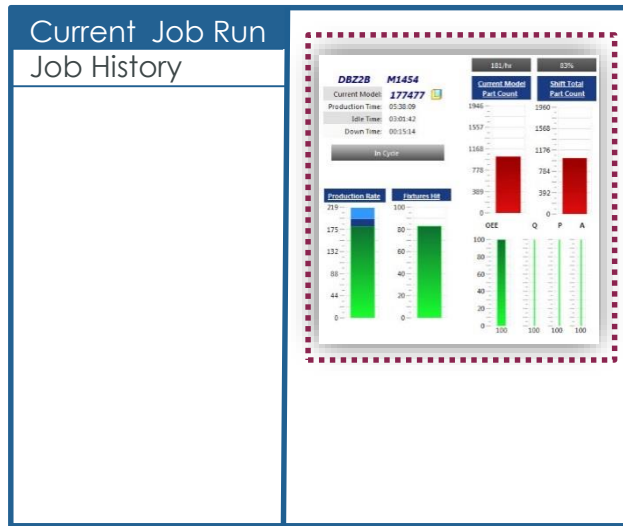 Current Job Run
Job History
181/hr 83%
DBZ2B M1454
Current Model: 177477
Production Time: 05:38:09
Idle Time: 03:01:42
Down Time: 00:15:14
In Cycle
Current Model
Part Count
Shift Total
Part Count
1946
1557
1168
778
389
0
1960
1568
1176
784
392
0
Production Rate
219
175
132
88
44
0
Fixtures Hit
100
80
60
40
20
0
OEE Q P A
100
80
60
40
20
0
100 100 100 100